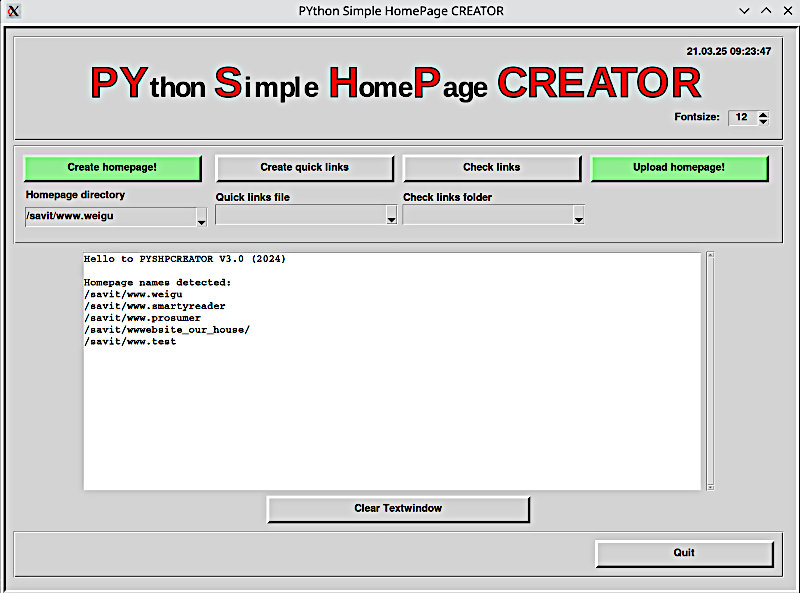 PYthon Simple HomePage CREATOR
21.03.25 09:23:47
PYthon Simple HomePage CREATOR
Fontsize: 12
Create homepage! Create quick links Check links Upload homepage!
Homepage directory Quick links file Check links folder
/savit/www.weigu
Hello to PYSHPCREATOR V3.0 (2024)
Homepage names detected:
/savit/www.weigu
/savit/www.smartyreader
/savit/www.prosumer
/savit/wwwebsite_our_house/
/savit/www.test
Clear Textwindow
Quit